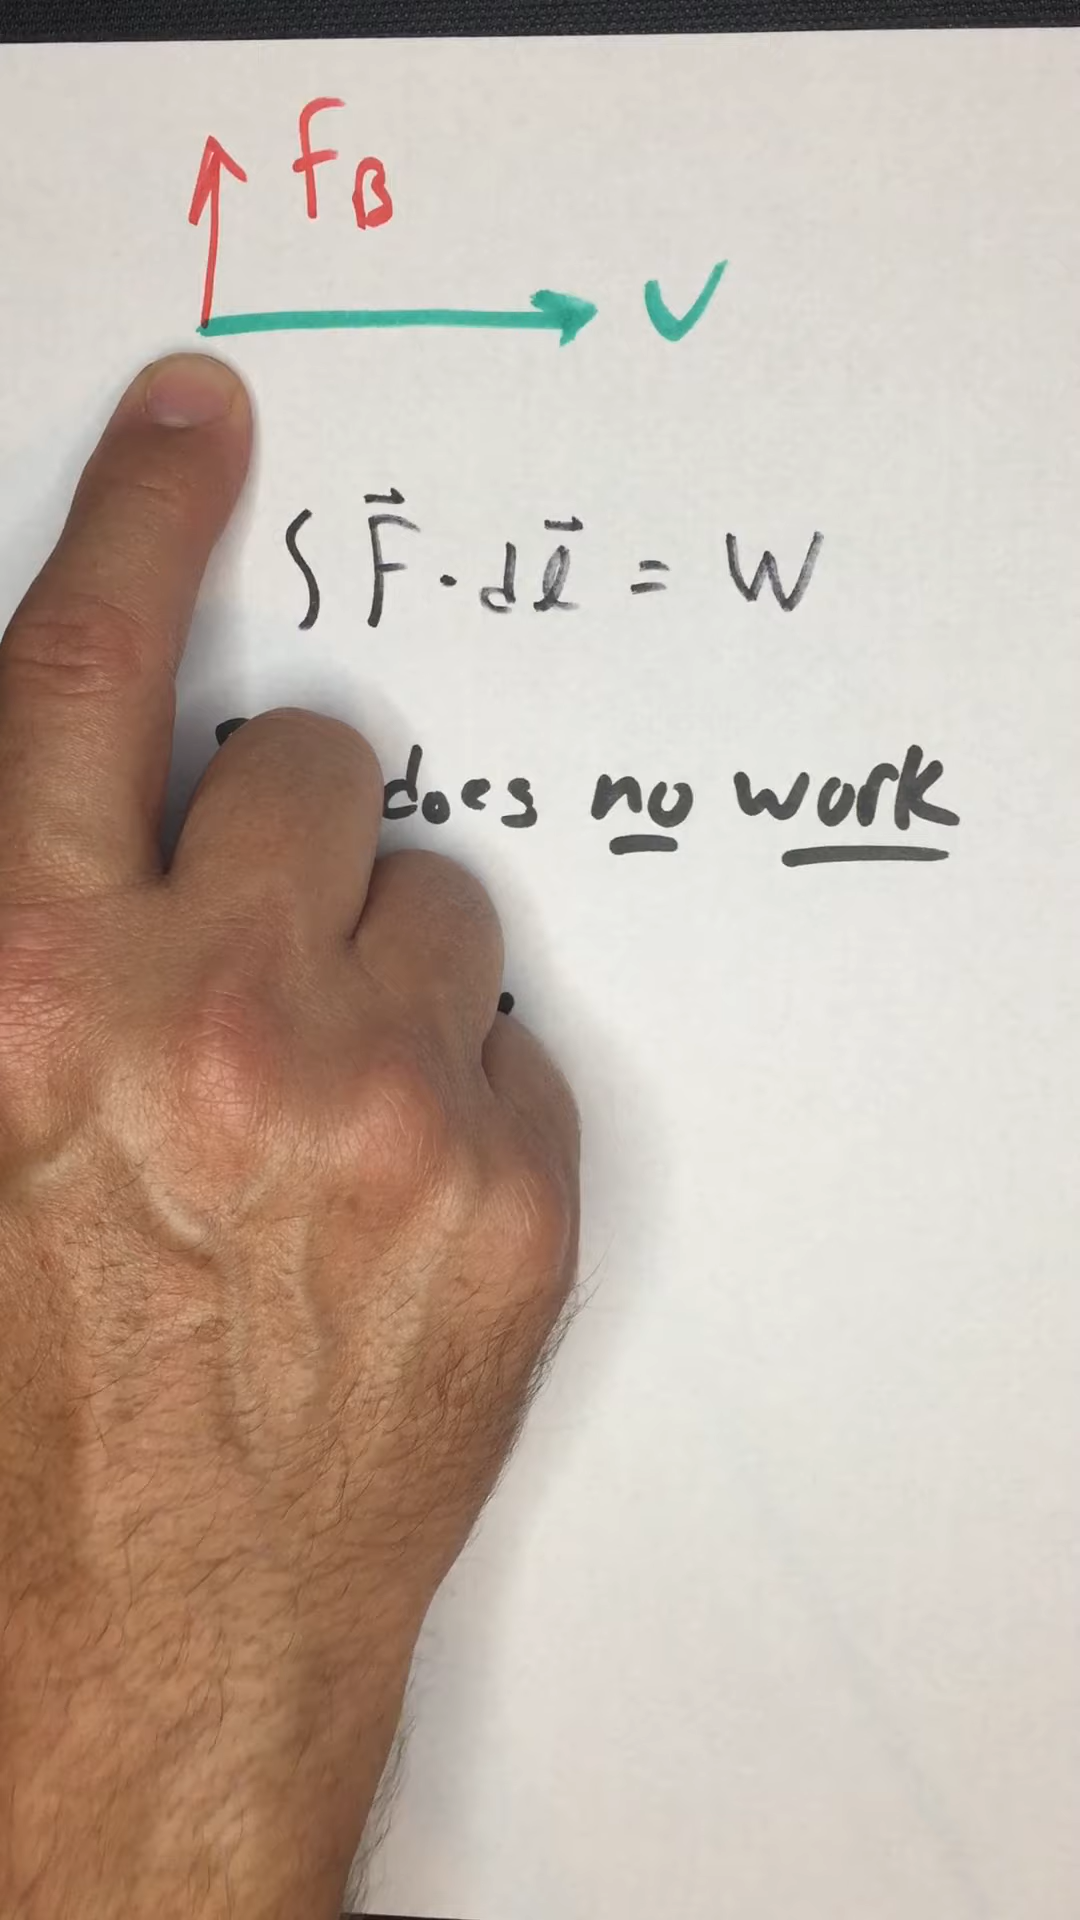 f_B
v
∫ F⃗ · dl⃗ = W
does no work